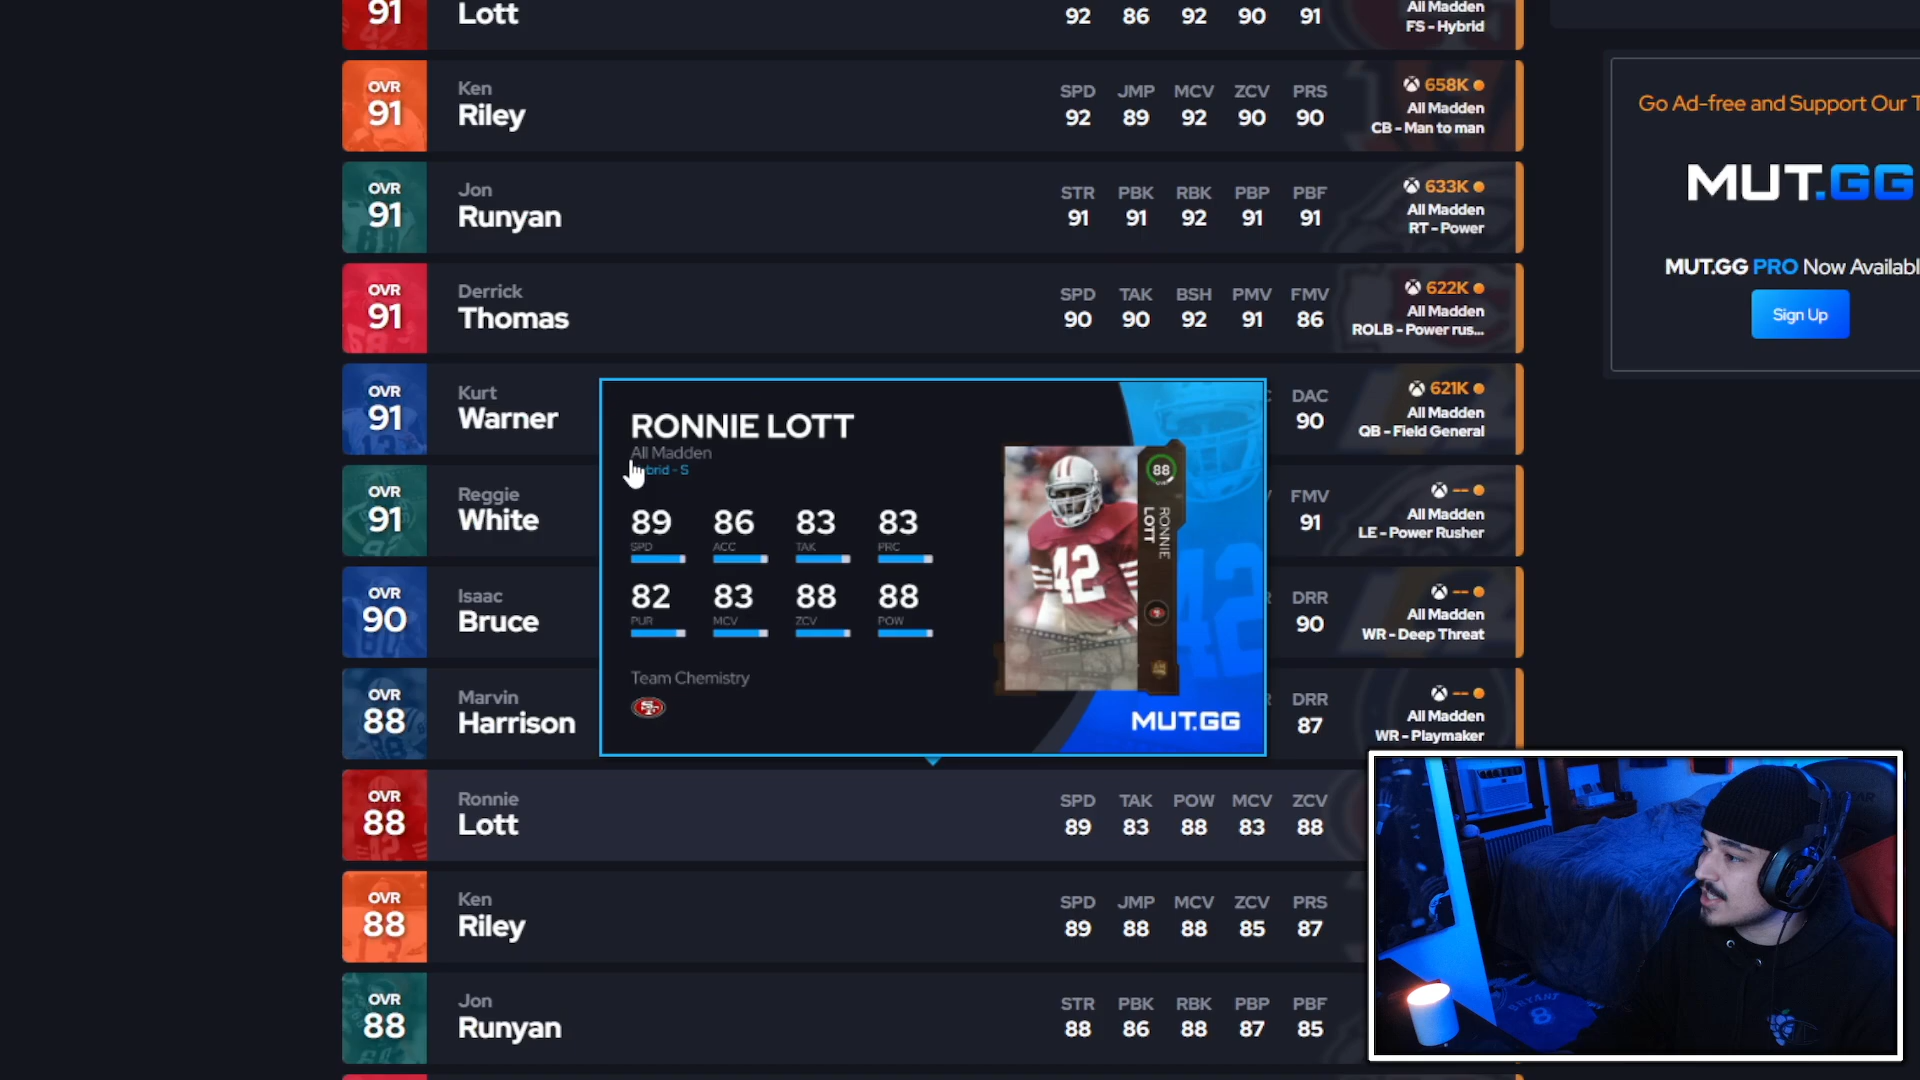 91
Lott
92 86 92 90 91
All Madden
FS - Hybrid
OVR
91
Ken
Riley
SPD JMP MCV ZCV PRS
92 89 92 90 90
658K
All Madden
CB - Man to man
OVR
91
Jon
Runyan
STR PBK RBK PBP PBF
91 91 92 91 91
633K
All Madden
RT - Power
OVR
91
Derrick
Thomas
SPD TAK BSH PMV FMV
90 90 92 91 86
622K
All Madden
ROLB - Power rus...
OVR
91
Kurt
Warner
DAC
90
621K
All Madden
QB - Field General
OVR
91
Reggie
White
FMV
91
--
All Madden
LE - Power Rusher
OVR
90
Isaac
Bruce
DRR
90
--
All Madden
WR - Deep Threat
OVR
88
Marvin
Harrison
DRR
87
--
All Madden
WR - Playmaker
RONNIE LOTT
All Madden
brid - S
89 86 83 83
SPD ACC TAK PRC
82 83 88 88
PUR MCV ZCV POW
Team Chemistry
SF
88
RONNIE
LOTT
42
MUT.GG
OVR
88
Ronnie
Lott
SPD TAK POW MCV ZCV
89 83 88 83 88
OVR
88
Ken
Riley
SPD JMP MCV ZCV PRS
89 88 88 85 87
OVR
88
Jon
Runyan
STR PBK RBK PBP PBF
88 86 88 87 85
Go Ad-free and Support Our T
MUT.GG
MUT.GG PRO Now Availabl
Sign Up
BRYANT
8